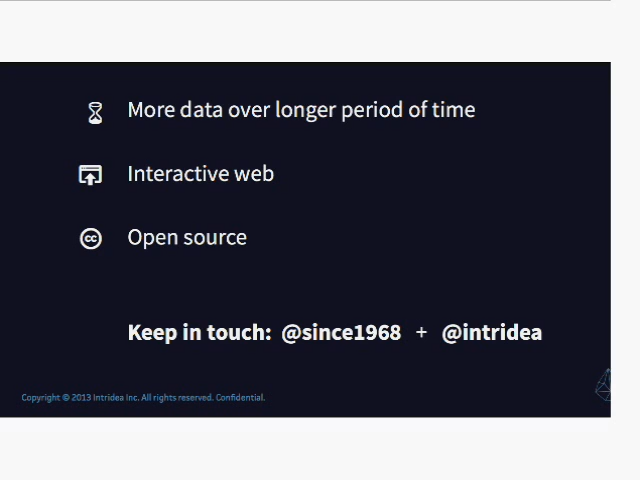 More data over longer period of time
Interactive web
cc Open source
Keep in touch: @since1968 + @intridea
Copyright © 2013 Intridea Inc. All rights reserved. Confidential.